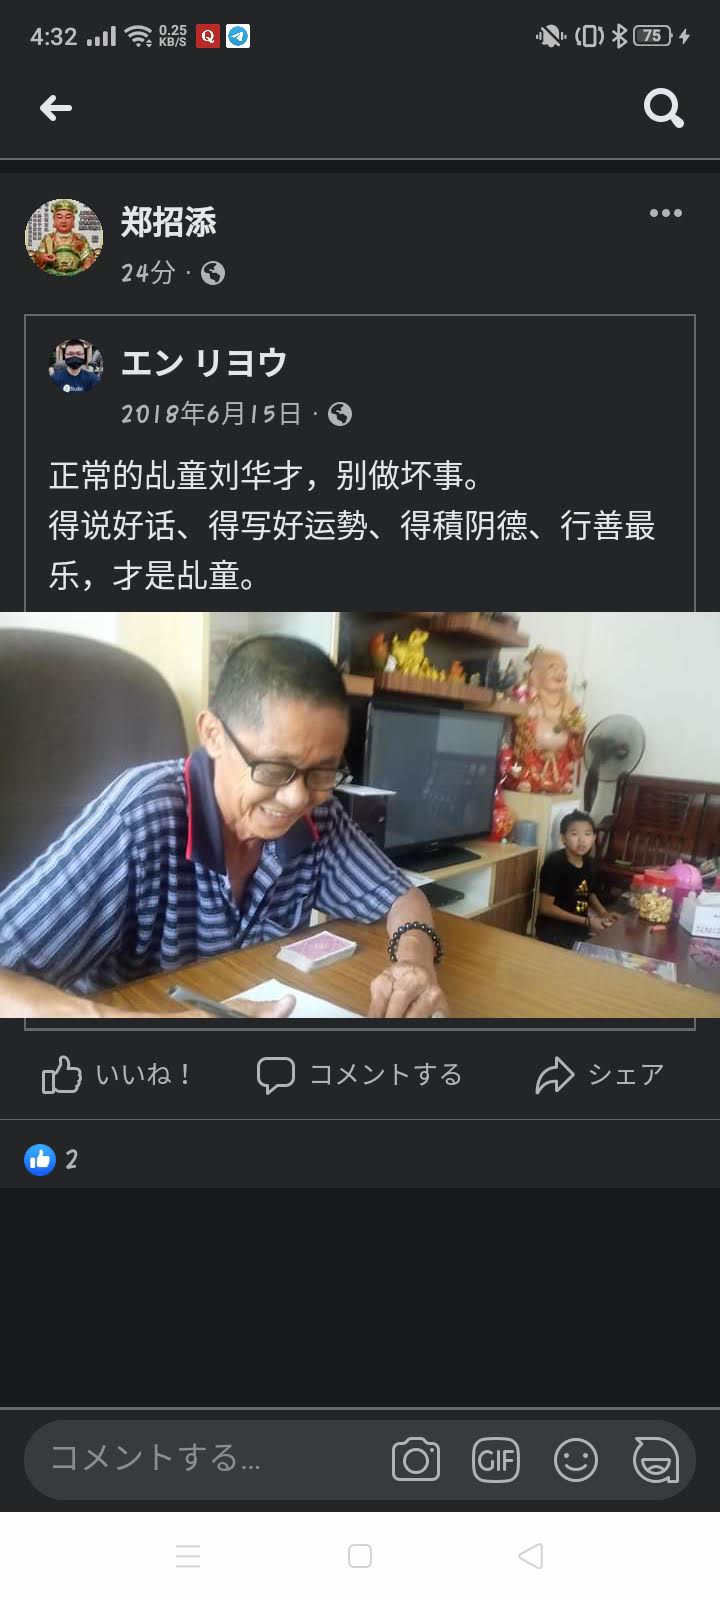 4:32 0.25 KB/S Q 75
郑招添
24分 ·
エン リヨウ
2018年6月15日 ·
正常的乩童刘华才，别做坏事。
得说好话、得写好运勢、得積阴德、行善最
乐，才是乩童。
いいね！ コメントする シェア
2
コメントする... GIF